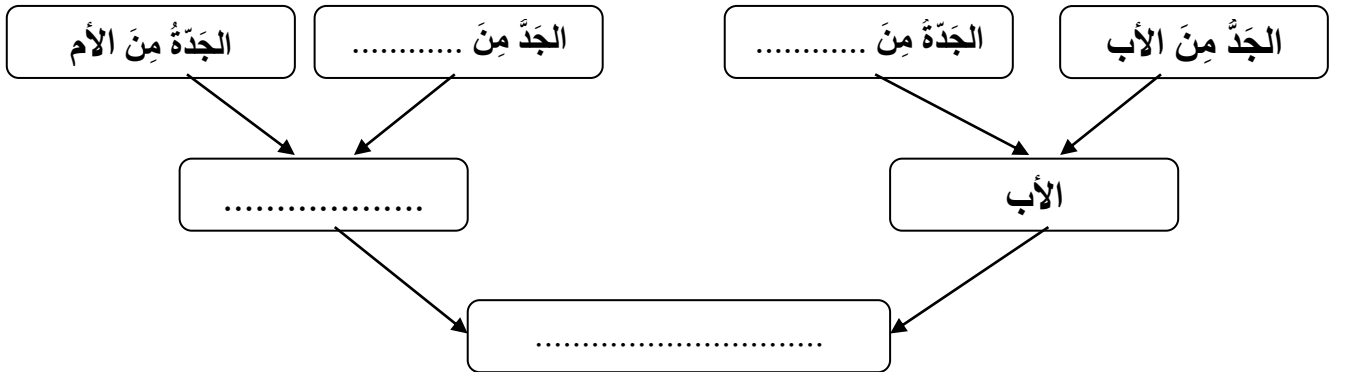 الجَدُّ مِنَ الأب
الجَدّةُ مِنَ ............
الجَدَّ مِنَ ............
الجَدّةُ مِنَ الأم
الأب
...................
...............................